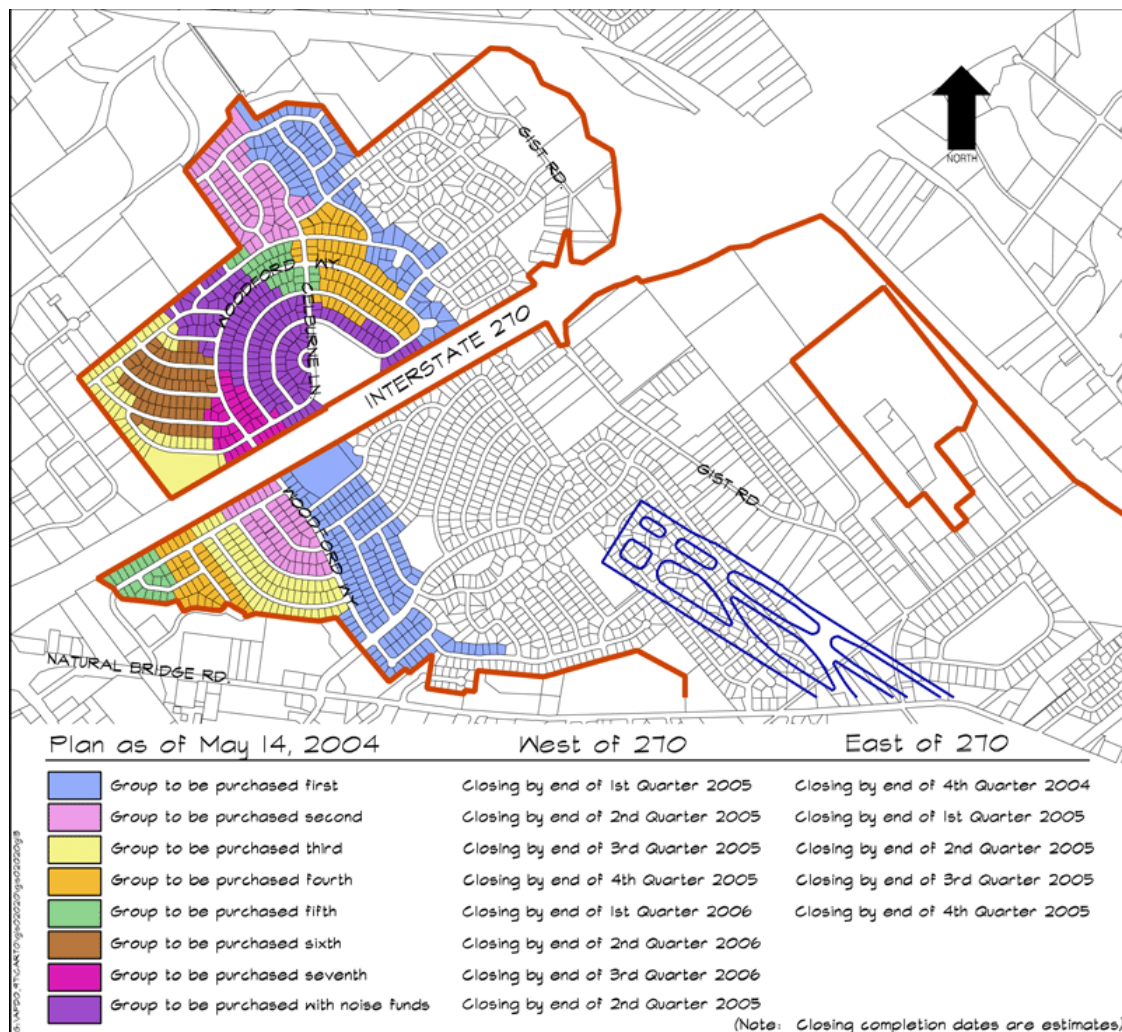 GIST RD.
NORTH
WOODFORD WY
CELBURNE LN.
INTERSTATE 270
GIST RD.
WOODFORD WY
NATURAL BRIDGE RD.
Plan as of May 14, 2004 West of 270 East of 270
Group to be purchased first Closing by end of 1st Quarter 2005 Closing by end of 4th Quarter 2004
Group to be purchased second Closing by end of 2nd Quarter 2005 Closing by end of 1st Quarter 2005
Group to be purchased third Closing by end of 3rd Quarter 2005 Closing by end of 2nd Quarter 2005
Group to be purchased fourth Closing by end of 4th Quarter 2005 Closing by end of 3rd Quarter 2005
Group to be purchased fifth Closing by end of 1st Quarter 2006 Closing by end of 4th Quarter 2005
Group to be purchased sixth Closing by end of 2nd Quarter 2006
Group to be purchased seventh Closing by end of 3rd Quarter 2006
Group to be purchased with noise funds Closing by end of 2nd Quarter 2005
(Note: Closing completion dates are estimates)